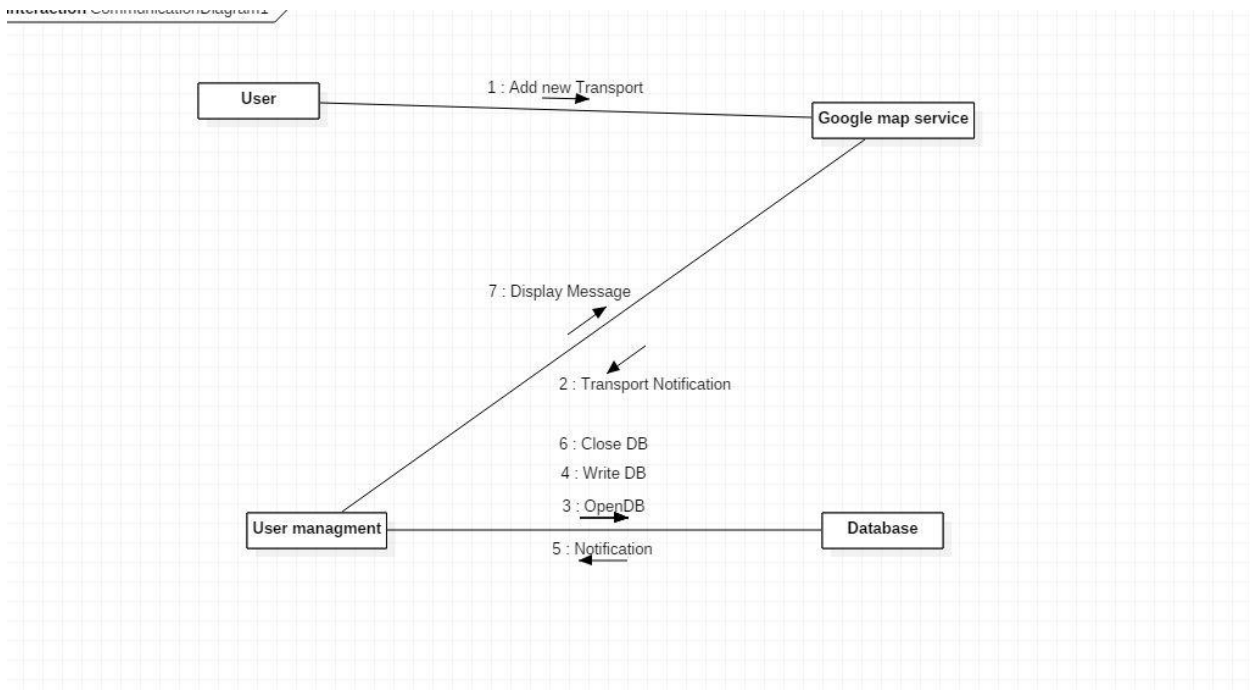 Interaction CommunicationDiagram1
1 : Add new Transport
User
Google map service
7 : Display Message
2 : Transport Notification
6 : Close DB
4 : Write DB
3 : OpenDB
User managment
Database
5 : Notification